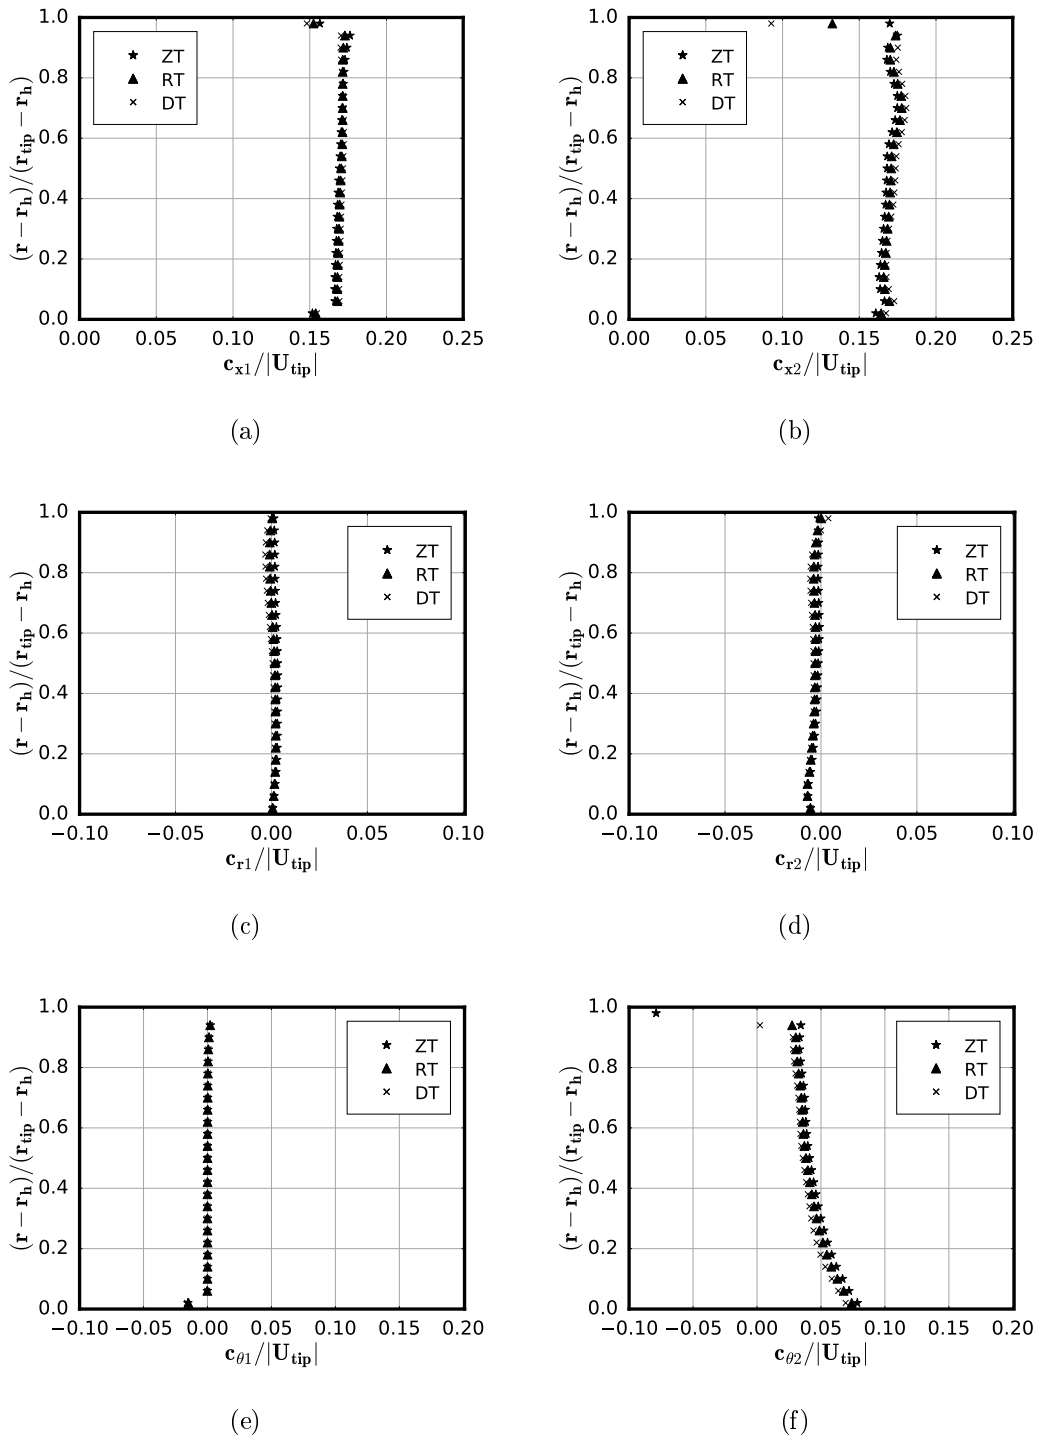 1.0 0.8 0.6 0.4 0.2 0.0
(r − r_h)/(r_tip − r_h)
ZT
RT
DT
0.00 0.05 0.10 0.15 0.20 0.25
c_x1/|U_tip|
(a)
1.0 0.8 0.6 0.4 0.2 0.0
(r − r_h)/(r_tip − r_h)
ZT
RT
DT
0.00 0.05 0.10 0.15 0.20 0.25
c_x2/|U_tip|
(b)
1.0 0.8 0.6 0.4 0.2 0.0
(r − r_h)/(r_tip − r_h)
ZT
RT
DT
−0.10 −0.05 0.00 0.05 0.10
c_r1/|U_tip|
(c)
1.0 0.8 0.6 0.4 0.2 0.0
(r − r_h)/(r_tip − r_h)
ZT
RT
DT
−0.10 −0.05 0.00 0.05 0.10
c_r2/|U_tip|
(d)
1.0 0.8 0.6 0.4 0.2 0.0
(r − r_h)/(r_tip − r_h)
ZT
RT
DT
−0.10 −0.05 0.00 0.05 0.10 0.15 0.20
c_θ1/|U_tip|
(e)
1.0 0.8 0.6 0.4 0.2 0.0
(r − r_h)/(r_tip − r_h)
ZT
RT
DT
−0.10 −0.05 0.00 0.05 0.10 0.15 0.20
c_θ2/|U_tip|
(f)